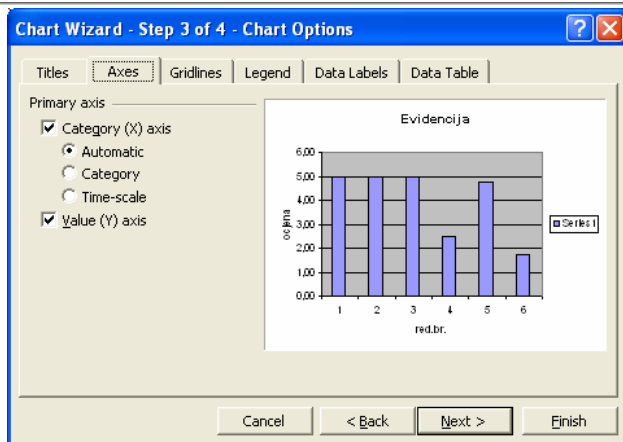 Chart Wizard - Step 3 of 4 - Chart Options
Titles Axes Gridlines Legend Data Labels Data Table
Primary axis
Category (X) axis
Automatic
Category
Time-scale
Value (Y) axis
Evidencija
6,00
5,00
4,00
3,00
2,00
1,00
0,00
ocjena
1 2 3 4 5 6
red.br.
Series1
Cancel < Back Next > Finish